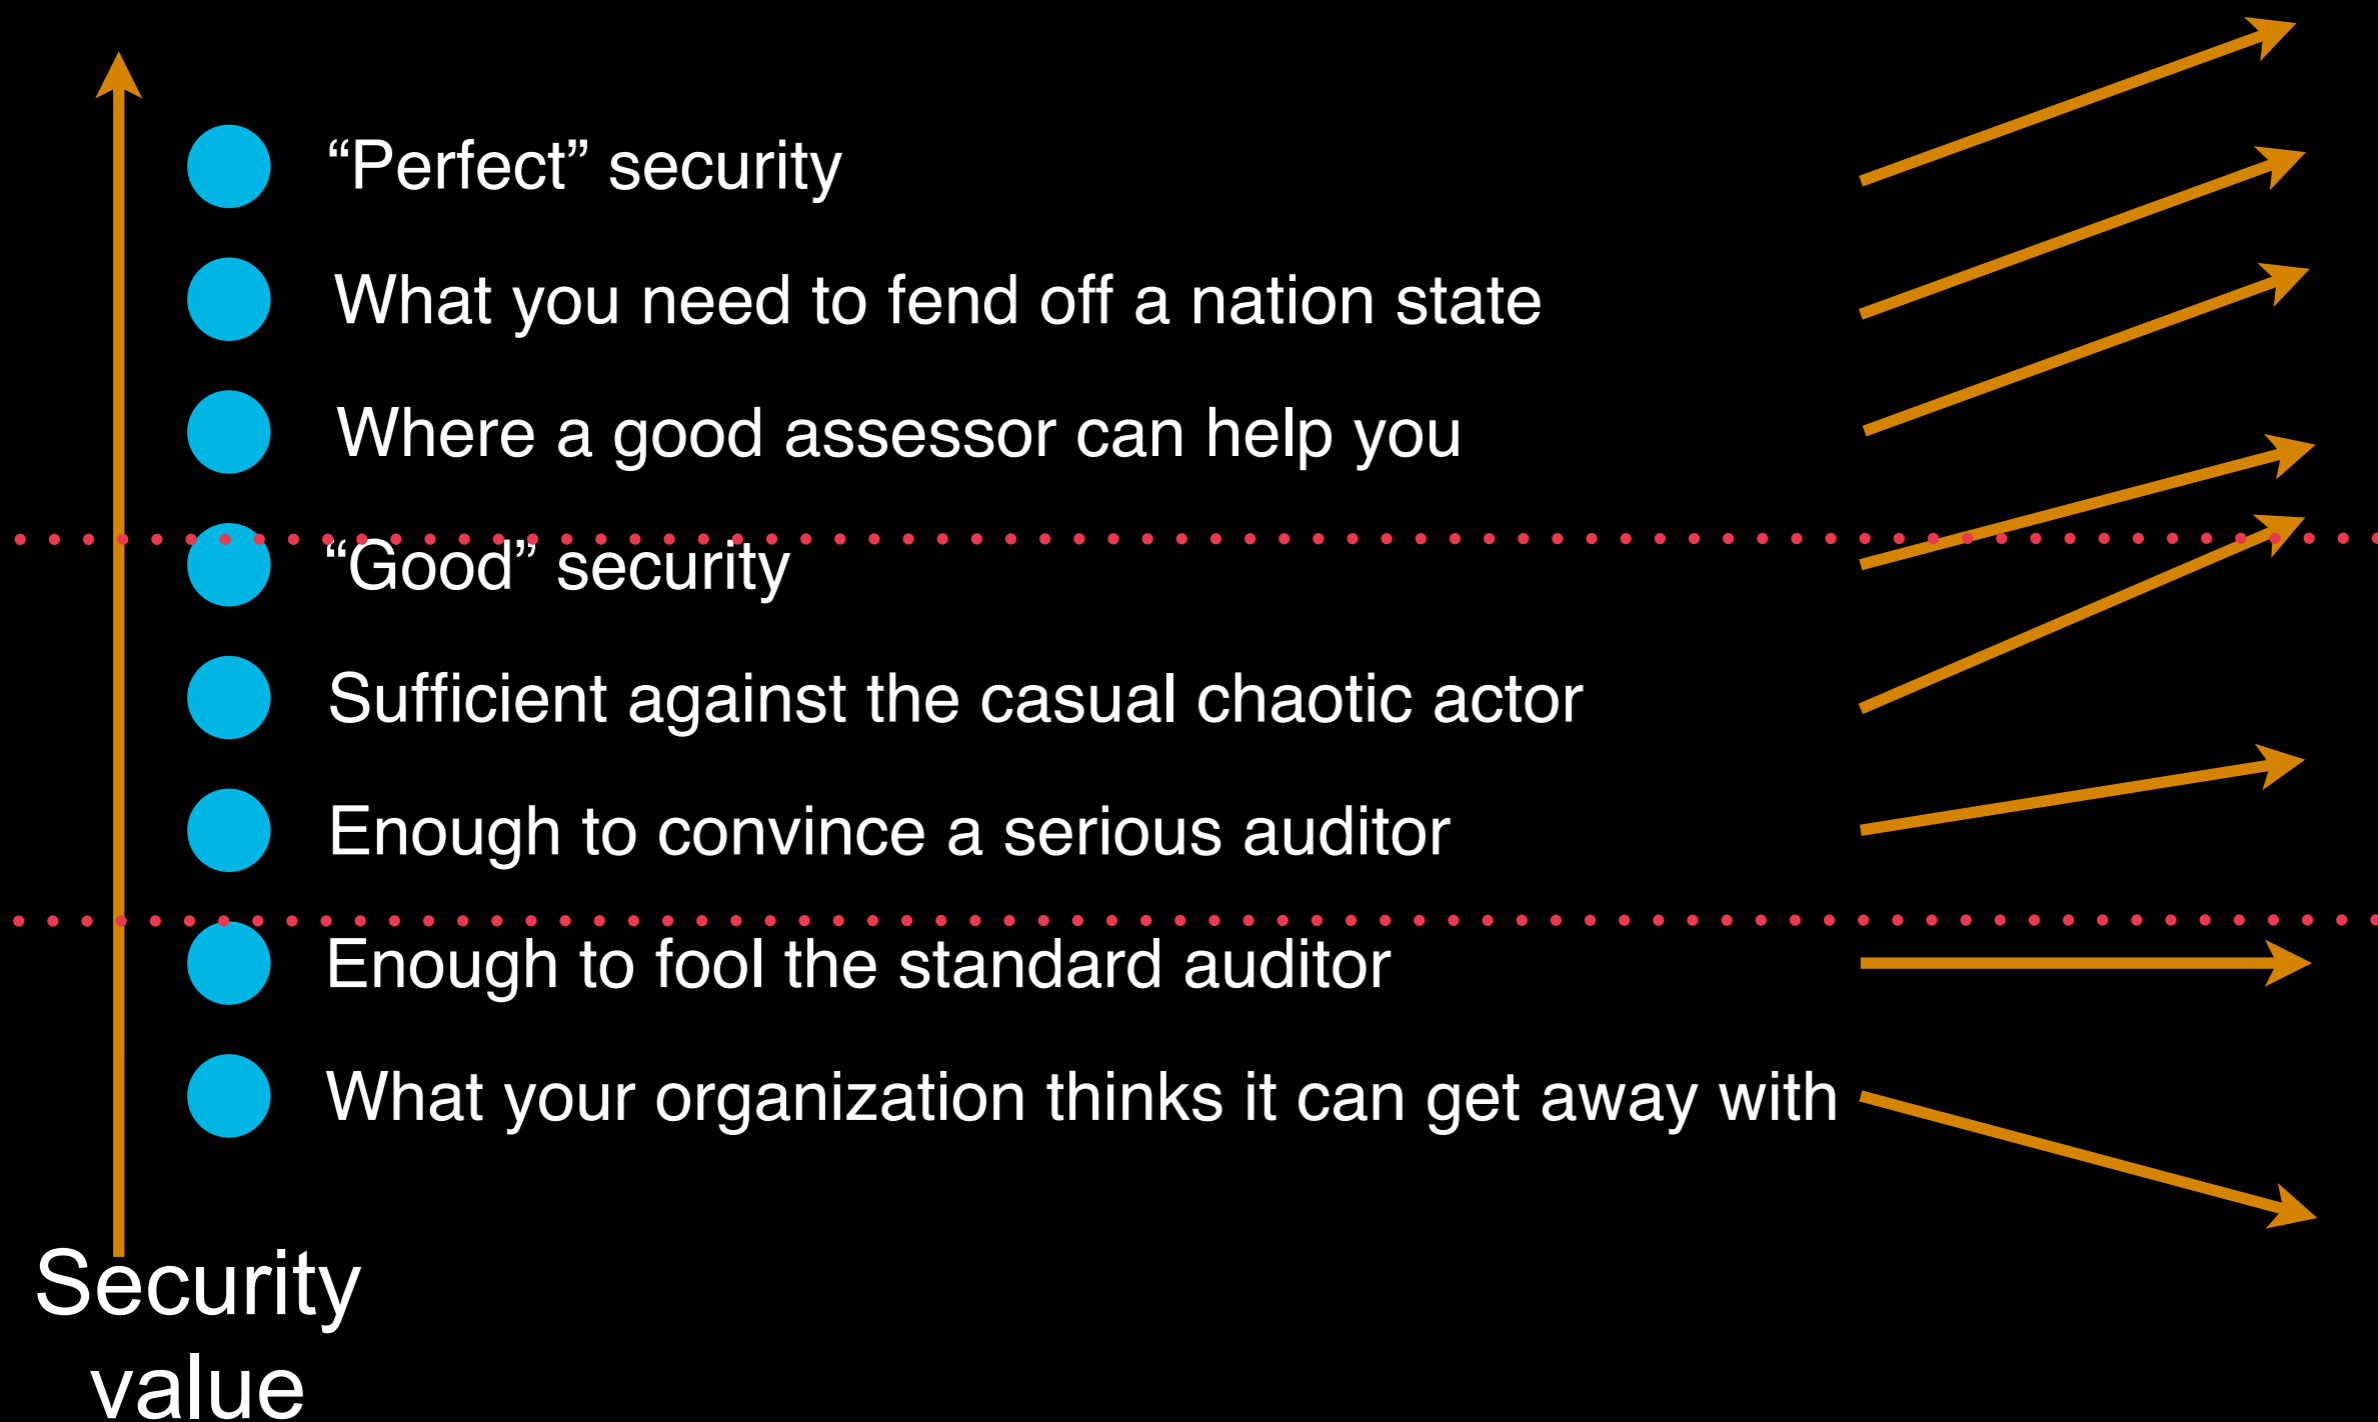 “Perfect” security
What you need to fend off a nation state
Where a good assessor can help you
“Good” security
Sufficient against the casual chaotic actor
Enough to convince a serious auditor
Enough to fool the standard auditor
What your organization thinks it can get away with
Security
value